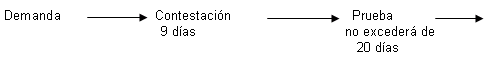 Demanda
Contestación
9 días
Prueba
no excederá de
20 días